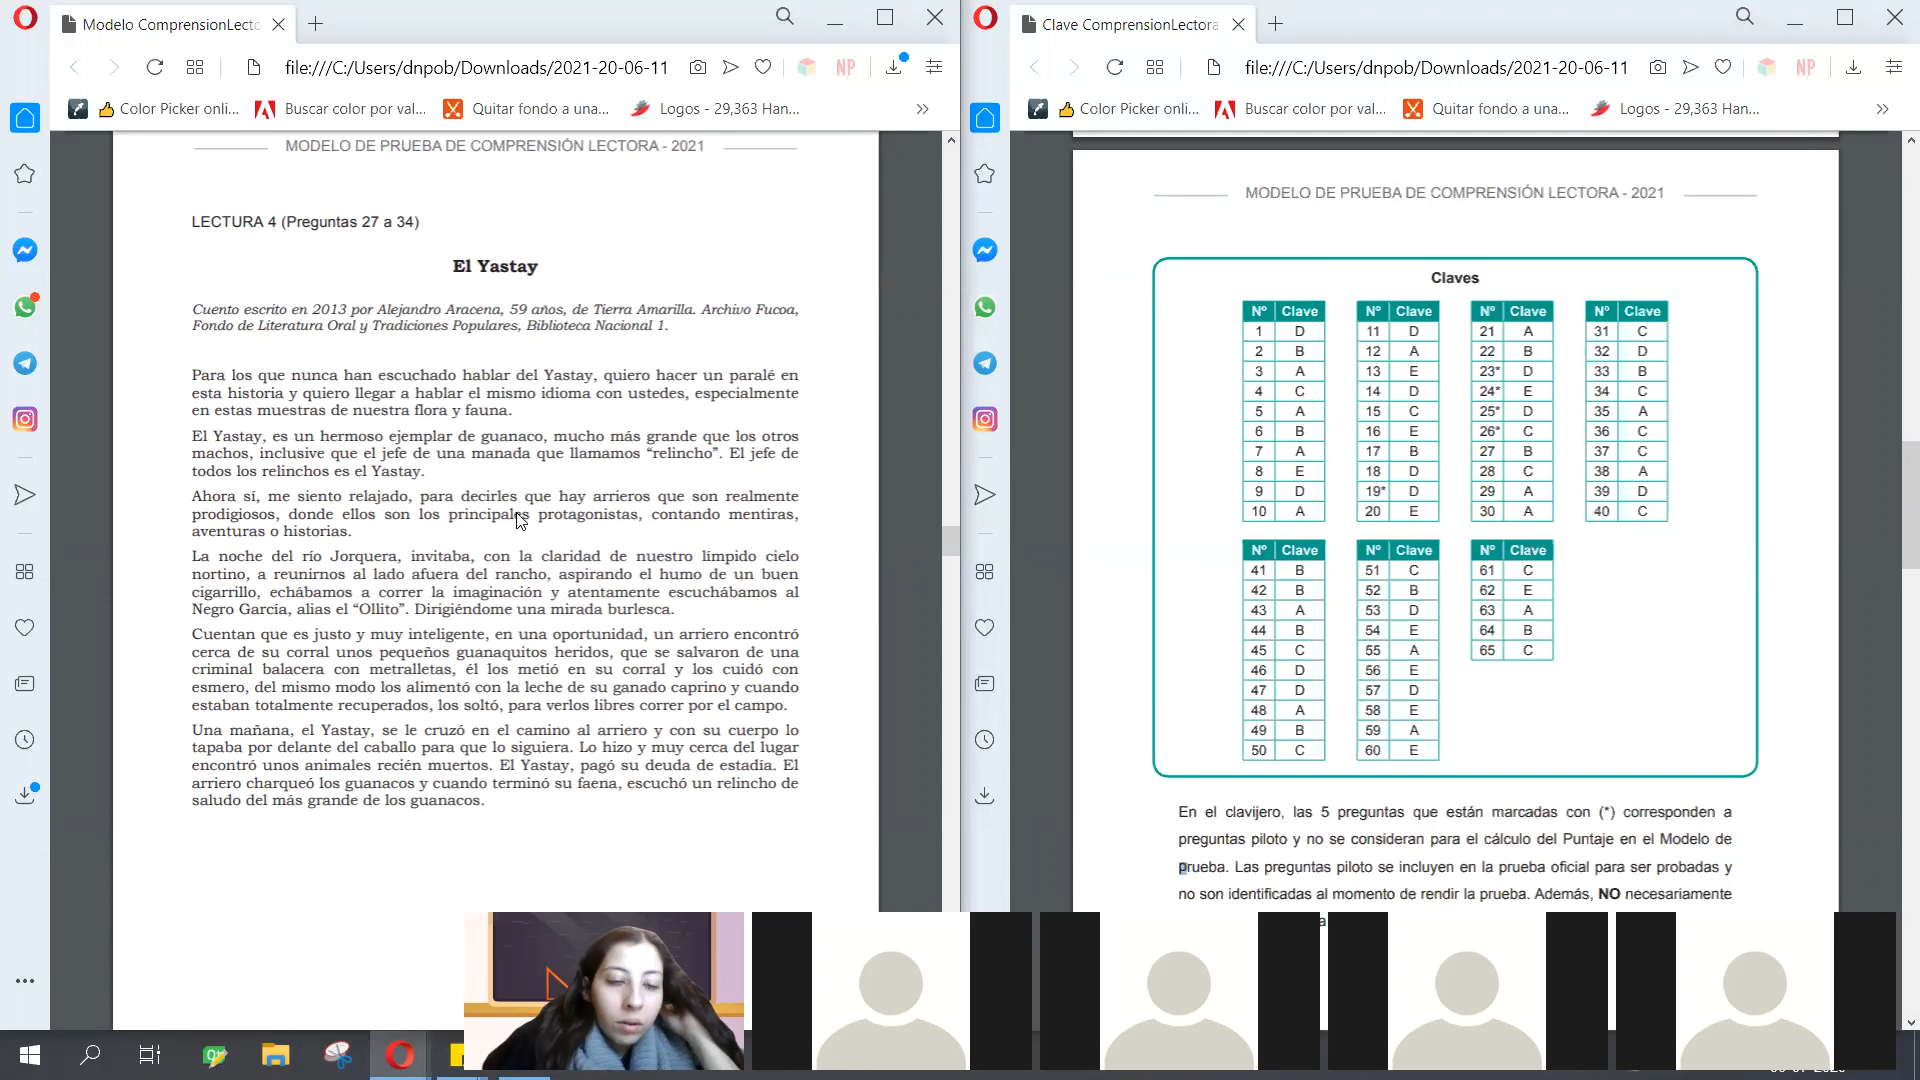 Modelo ComprensionLecto
file:///C:/Users/dnpob/Downloads/2021-20-06-11
NP
Color Picker onli...
Buscar color por val...
Quitar fondo a una...
Logos - 29,363 Han...
MODELO DE PRUEBA DE COMPRENSIÓN LECTORA - 2021
LECTURA 4 (Preguntas 27 a 34)
El Yastay
Cuento escrito en 2013 por Alejandro Aracena, 59 años, de Tierra Amarilla. Archivo Fucoa,
Fondo de Literatura Oral y Tradiciones Populares, Biblioteca Nacional 1.
Para los que nunca han escuchado hablar del Yastay, quiero hacer un paralé en
esta historia y quiero llegar a hablar el mismo idioma con ustedes, especialmente
en estas muestras de nuestra flora y fauna.
El Yastay, es un hermoso ejemplar de guanaco, mucho más grande que los otros
machos, inclusive que el jefe de una manada que llamamos “relincho”. El jefe de
todos los relinchos es el Yastay.
Ahora sí, me siento relajado, para decirles que hay arrieros que son realmente
prodigiosos, donde ellos son los principales protagonistas, contando mentiras,
aventuras o historias.
La noche del río Jorquera, invitaba, con la claridad de nuestro límpido cielo
nortino, a reunirnos al lado afuera del rancho, aspirando el humo de un buen
cigarrillo, echábamos a correr la imaginación y atentamente escuchábamos al
Negro García, alias el “Ollito”. Dirigiéndome una mirada burlesca.
Cuentan que es justo y muy inteligente, en una oportunidad, un arriero encontró
cerca de su corral unos pequeños guanaquitos heridos, que se salvaron de una
criminal balacera con metralletas, él los metió en su corral y los cuidó con
esmero, del mismo modo los alimentó con la leche de su ganado caprino y cuando
estaban totalmente recuperados, los soltó, para verlos libres correr por el campo.
Una mañana, el Yastay, se le cruzó en el camino al arriero y con su cuerpo lo
tapaba por delante del caballo para que lo siguiera. Lo hizo y muy cerca del lugar
encontró unos animales recién muertos. El Yastay, pagó su deuda de estadía. El
arriero charqueó los guanacos y cuando terminó su faena, escuchó un relincho de
saludo del más grande de los guanacos.
Clave ComprensionLectora
file:///C:/Users/dnpob/Downloads/2021-20-06-11
NP
Color Picker onli...
Buscar color por val...
Quitar fondo a una...
Logos - 29,363 Han...
MODELO DE PRUEBA DE COMPRENSIÓN LECTORA - 2021
Claves
Nº Clave Nº Clave Nº Clave Nº Clave
1 D 11 D 21 A 31 C
2 B 12 A 22 B 32 D
3 A 13 E 23* D 33 B
4 C 14 D 24* E 34 C
5 A 15 C 25* D 35 A
6 B 16 E 26* C 36 C
7 A 17 B 27 B 37 C
8 E 18 D 28 C 38 A
9 D 19* D 29 A 39 D
10 A 20 E 30 A 40 C
Nº Clave Nº Clave Nº Clave
41 B 51 C 61 C
42 B 52 B 62 E
43 A 53 D 63 A
44 B 54 E 64 B
45 C 55 A 65 C
46 D 56 E
47 D 57 D
48 A 58 E
49 B 59 A
50 C 60 E
En el clavijero, las 5 preguntas que están marcadas con (*) corresponden a
preguntas piloto y no se consideran para el cálculo del Puntaje en el Modelo de
prueba. Las preguntas piloto se incluyen en la prueba oficial para ser probadas y
no son identificadas al momento de rendir la prueba. Además, NO necesariamente